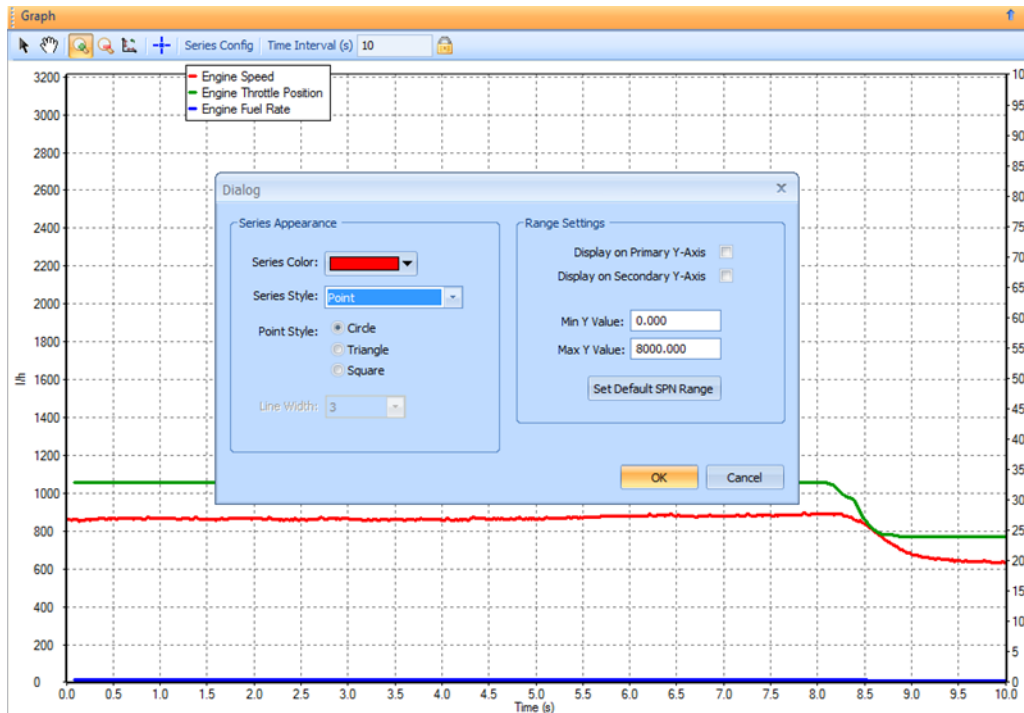 Graph
Series Config Time Interval (s) 10
Engine Speed
Engine Throttle Position
Engine Fuel Rate
3200
3000
2800
2600
2400
2200
2000
1800
1600
1400
1200
1000
800
600
400
200
0
l/h
Dialog
Series Appearance
Series Color:
Series Style: Point
Point Style: Circle
Triangle
Square
Line Width: 3
Range Settings
Display on Primary Y-Axis
Display on Secondary Y-Axis
Min Y Value: 0.000
Max Y Value: 8000.000
Set Default SPN Range
OK Cancel
10
95
90
85
80
75
70
65
60
55
50
45
40
35
30
25
20
15
10
5
0
0.0 0.5 1.0 1.5 2.0 2.5 3.0 3.5 4.0 4.5 5.0 5.5 6.0 6.5 7.0 7.5 8.0 8.5 9.0 9.5 10.0
Time (s)